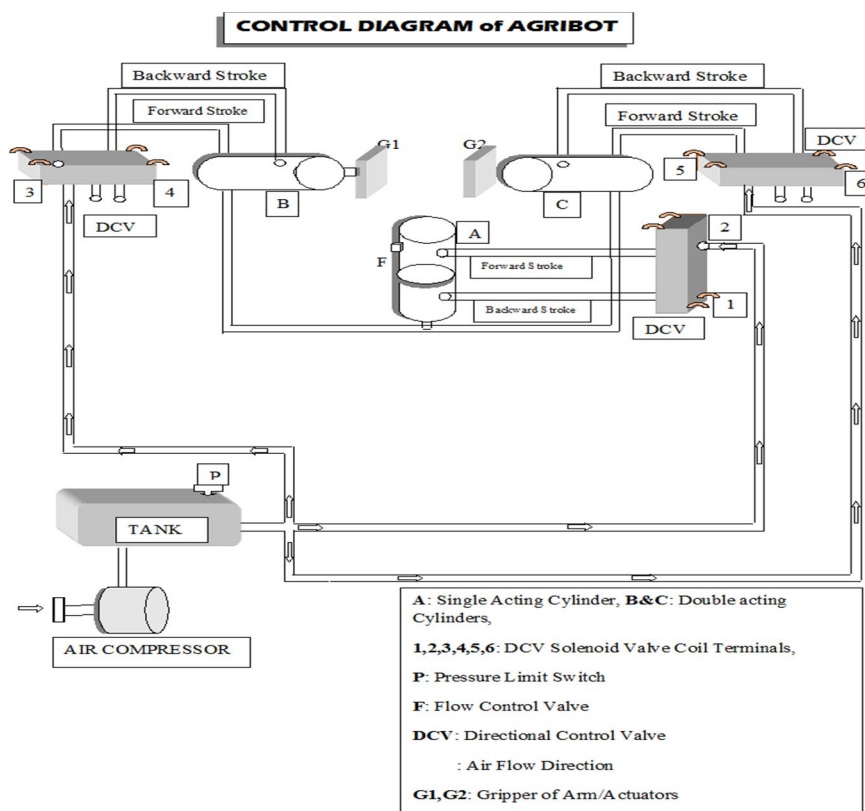 CONTROL DIAGRAM of AGRIBOT
Backward Stroke
Backward Stroke
Forward Stroke
Forward Stroke
G1
G2
DCV
3
4
B
C
5
6
DCV
A
2
F
Forward Stroke
Backward Stroke
1
DCV
P
TANK
AIR COMPRESSOR
A: Single Acting Cylinder, B&C: Double acting
Cylinders,
1,2,3,4,5,6: DCV Solenoid Valve Coil Terminals,
P: Pressure Limit Switch
F: Flow Control Valve
DCV: Directional Control Valve
: Air Flow Direction
G1,G2: Gripper of Arm/Actuators